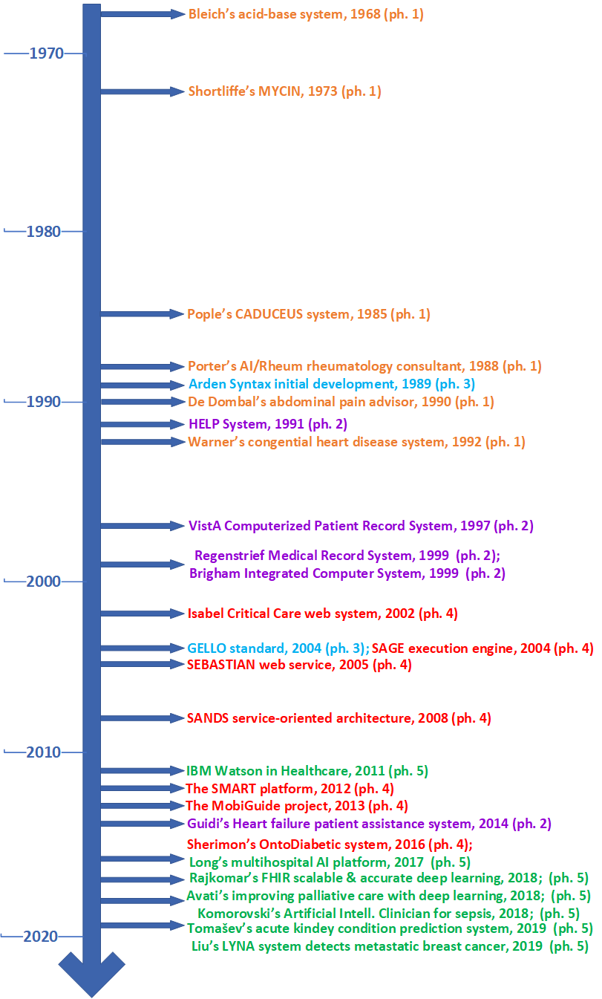 Bleich’s acid-base system, 1968 (ph. 1)
1970
Shortliffe’s MYCIN, 1973 (ph. 1)
1980
Pople’s CADUCEUS system, 1985 (ph. 1)
Porter’s AI/Rheum rheumatology consultant, 1988 (ph. 1)
Arden Syntax initial development, 1989 (ph. 3)
1990
De Dombal’s abdominal pain advisor, 1990 (ph. 1)
HELP System, 1991 (ph. 2)
Warner’s congential heart disease system, 1992 (ph. 1)
VistA Computerized Patient Record System, 1997 (ph. 2)
Regenstrief Medical Record System, 1999 (ph. 2);
Brigham Integrated Computer System, 1999 (ph. 2)
2000
Isabel Critical Care web system, 2002 (ph. 4)
GELLO standard, 2004 (ph. 3); SAGE execution engine, 2004 (ph. 4)
SEBASTIAN web service, 2005 (ph. 4)
SANDS service-oriented architecture, 2008 (ph. 4)
2010
IBM Watson in Healthcare, 2011 (ph. 5)
The SMART platform, 2012 (ph. 4)
The MobiGuide project, 2013 (ph. 4)
Guidi’s Heart failure patient assistance system, 2014 (ph. 2)
Sherimon’s OntoDiabetic system, 2016 (ph. 4);
Long’s multihospital AI platform, 2017 (ph. 5)
Rajkomar’s FHIR scalable & accurate deep learning, 2018; (ph. 5)
Avati’s improving palliative care with deep learning, 2018; (ph. 5)
Komorovski’s Artificial Intell. Clinician for sepsis, 2018; (ph. 5)
Tomašev’s acute kindey condition prediction system, 2019 (ph. 5)
2020
Liu’s LYNA system detects metastatic breast cancer, 2019 (ph. 5)